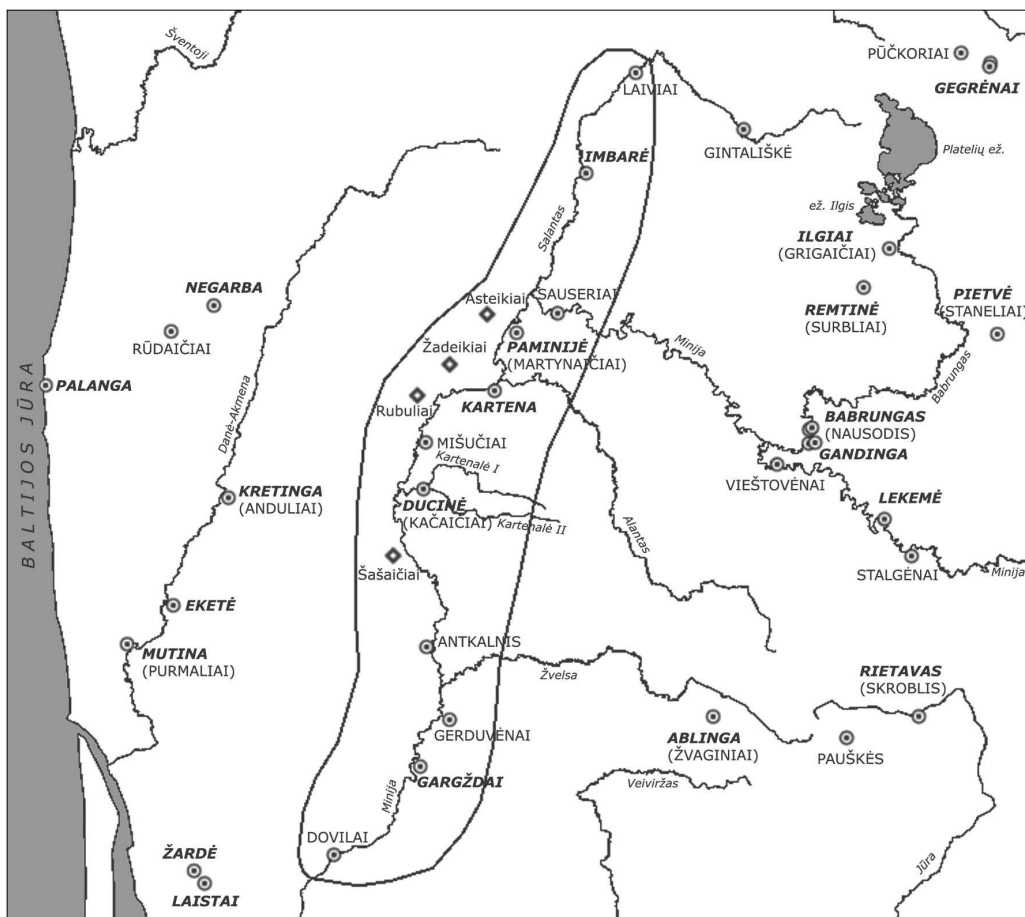 Šventoji
PŪČKORIAI
GEGRĖNAI
LAIVIAI
GINTALIŠKĖ
Platelių ež.
IMBARĖ
ež. Ilgis
Salantas
ILGIAI
(GRIGAIČIAI)
NEGARBA
Asteikiai
(SAUSERIAI)
REMTINĖ
(SURBLIAI)
PIETVĖ
(STANELIAI)
RŪDAIČIAI
Žadeikiai
PAMINIJĖ
(MARTYNAIČIAI)
Minija
Babrungas
PALANGA
Rubuliai
KARTENA
Danė-Akmena
BABRUNGAS
(NAUSODIS)
GANDINGA
MIŠUČIAI
Kartenalė I
VIEŠTOVĖNAI
KRETINGA
(ANDULIAI)
DUCINĖ
(KAČAIČIAI)
Kartenalė II
LEKEMĖ
Alantas
BALTIJOS JŪRA
Šašaičiai
STALGĖNAI
Minija
EKETĖ
MUTINA
(PURMALIAI)
ANTKALNIS
Žvelsa
RIETAVAS
(SKROBLIS)
GERDUVĖNAI
ABLINGA
(ŽVAGINIAI)
PAUŠKĖS
GARGŽDAI
Veiviržas
Minija
DOVILAI
ŽARDĖ
LAISTAI
Jūra